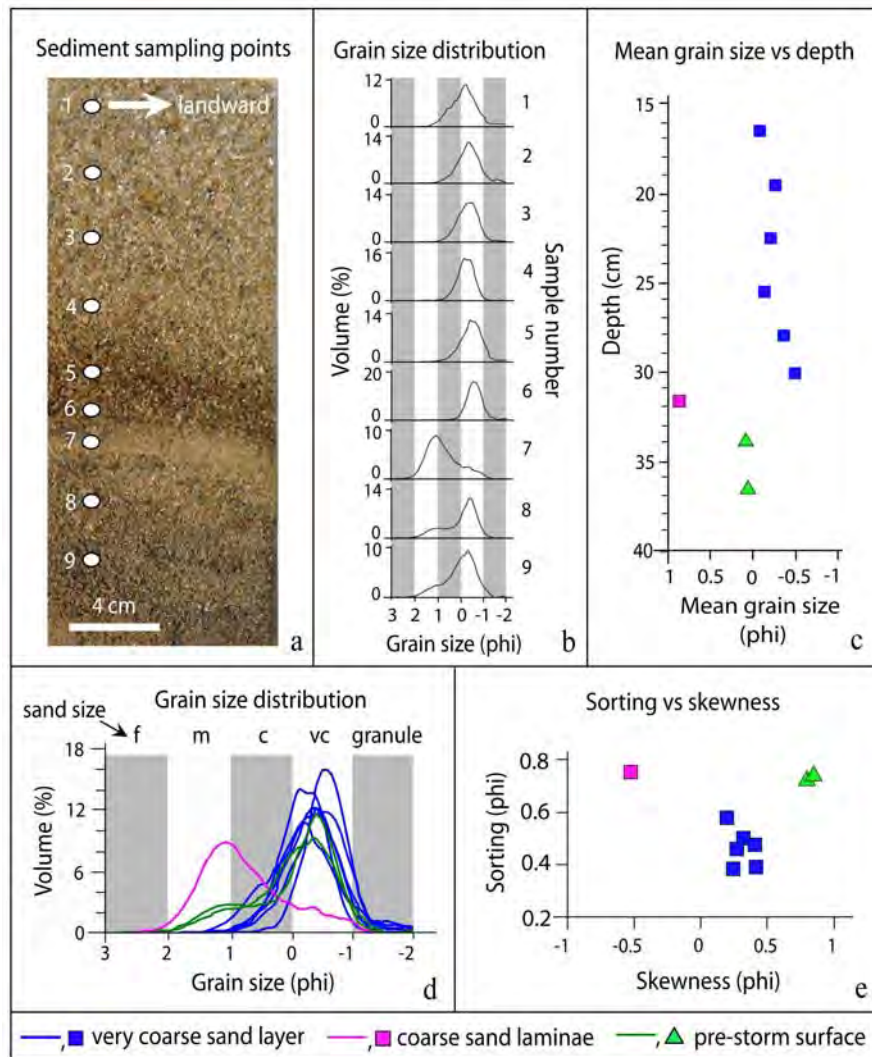 Sediment sampling points
1 landward
2
3
4
5
6
7
8
9
4 cm
a
Grain size distribution
12
0
1
14
0
2
14
0
3
16
0
4
14
0
5
20
0
6
10
0
7
14
0
8
10
0
9
Volume (%)
Sample number
3 2 1 0 -1 -2
Grain size (phi)
b
Mean grain size vs depth
15
20
25
30
35
40
Depth (cm)
1 0.5 0 -0.5 -1
Mean grain size
(phi)
c
Grain size distribution
sand size
f m c vc granule
18
12
6
0
Volume (%)
3 2 1 0 -1 -2
Grain size (phi)
d
Sorting vs skewness
0.8
0.6
0.4
0.2
Sorting (phi)
-1 -0.5 0 0.5 1
Skewness (phi)
e
, very coarse sand layer , coarse sand laminae , pre-storm surface